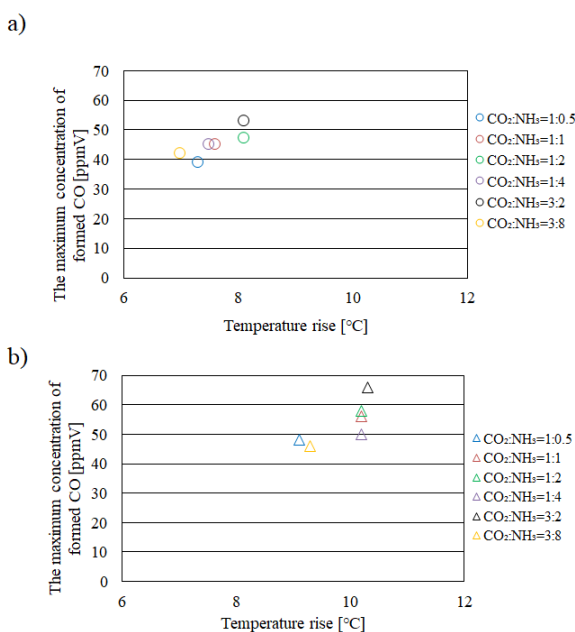 a)
The maximum concentration of
formed CO [ppmV]
70
60
50
40
30
20
10
0
6
8
10
12
Temperature rise [℃]
CO₂:NH₃=1:0.5
CO₂:NH₃=1:1
CO₂:NH₃=1:2
CO₂:NH₃=1:4
CO₂:NH₃=3:2
CO₂:NH₃=3:8
b)
The maximum concentration of
formed CO [ppmV]
70
60
50
40
30
20
10
0
6
8
10
12
Temperature rise [℃]
CO₂:NH₃=1:0.5
CO₂:NH₃=1:1
CO₂:NH₃=1:2
CO₂:NH₃=1:4
CO₂:NH₃=3:2
CO₂:NH₃=3:8